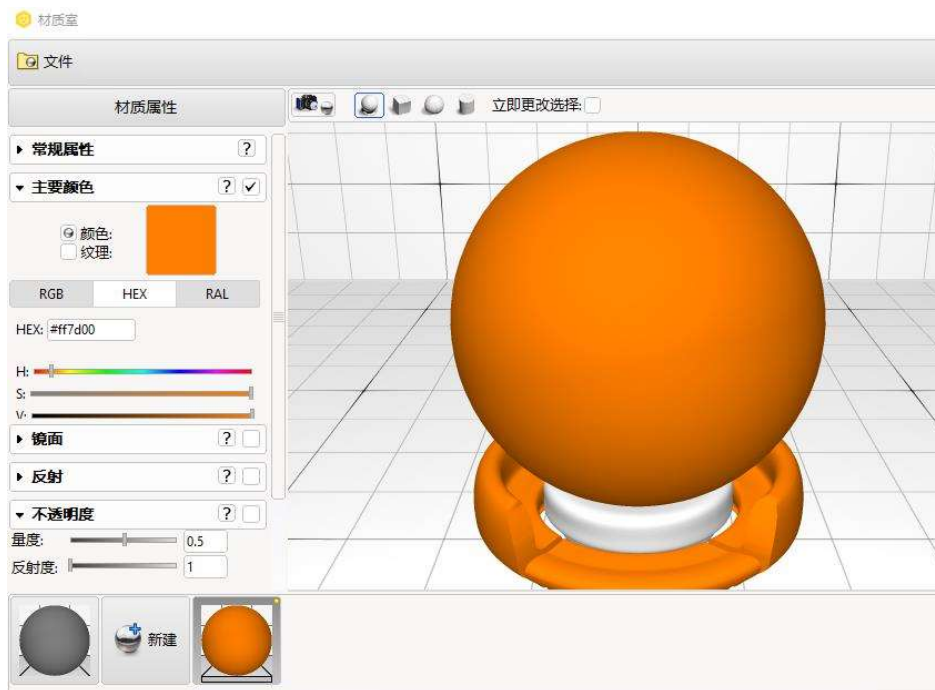 材质室
文件
材质属性
立即更改选择:
常规属性 ?
主要颜色 ?
颜色:
纹理:
RGB HEX RAL
HEX: #ff7d00
H:
S:
V:
镜面 ?
反射 ?
不透明度 ?
量度: 0.5
反射度: 1
新建